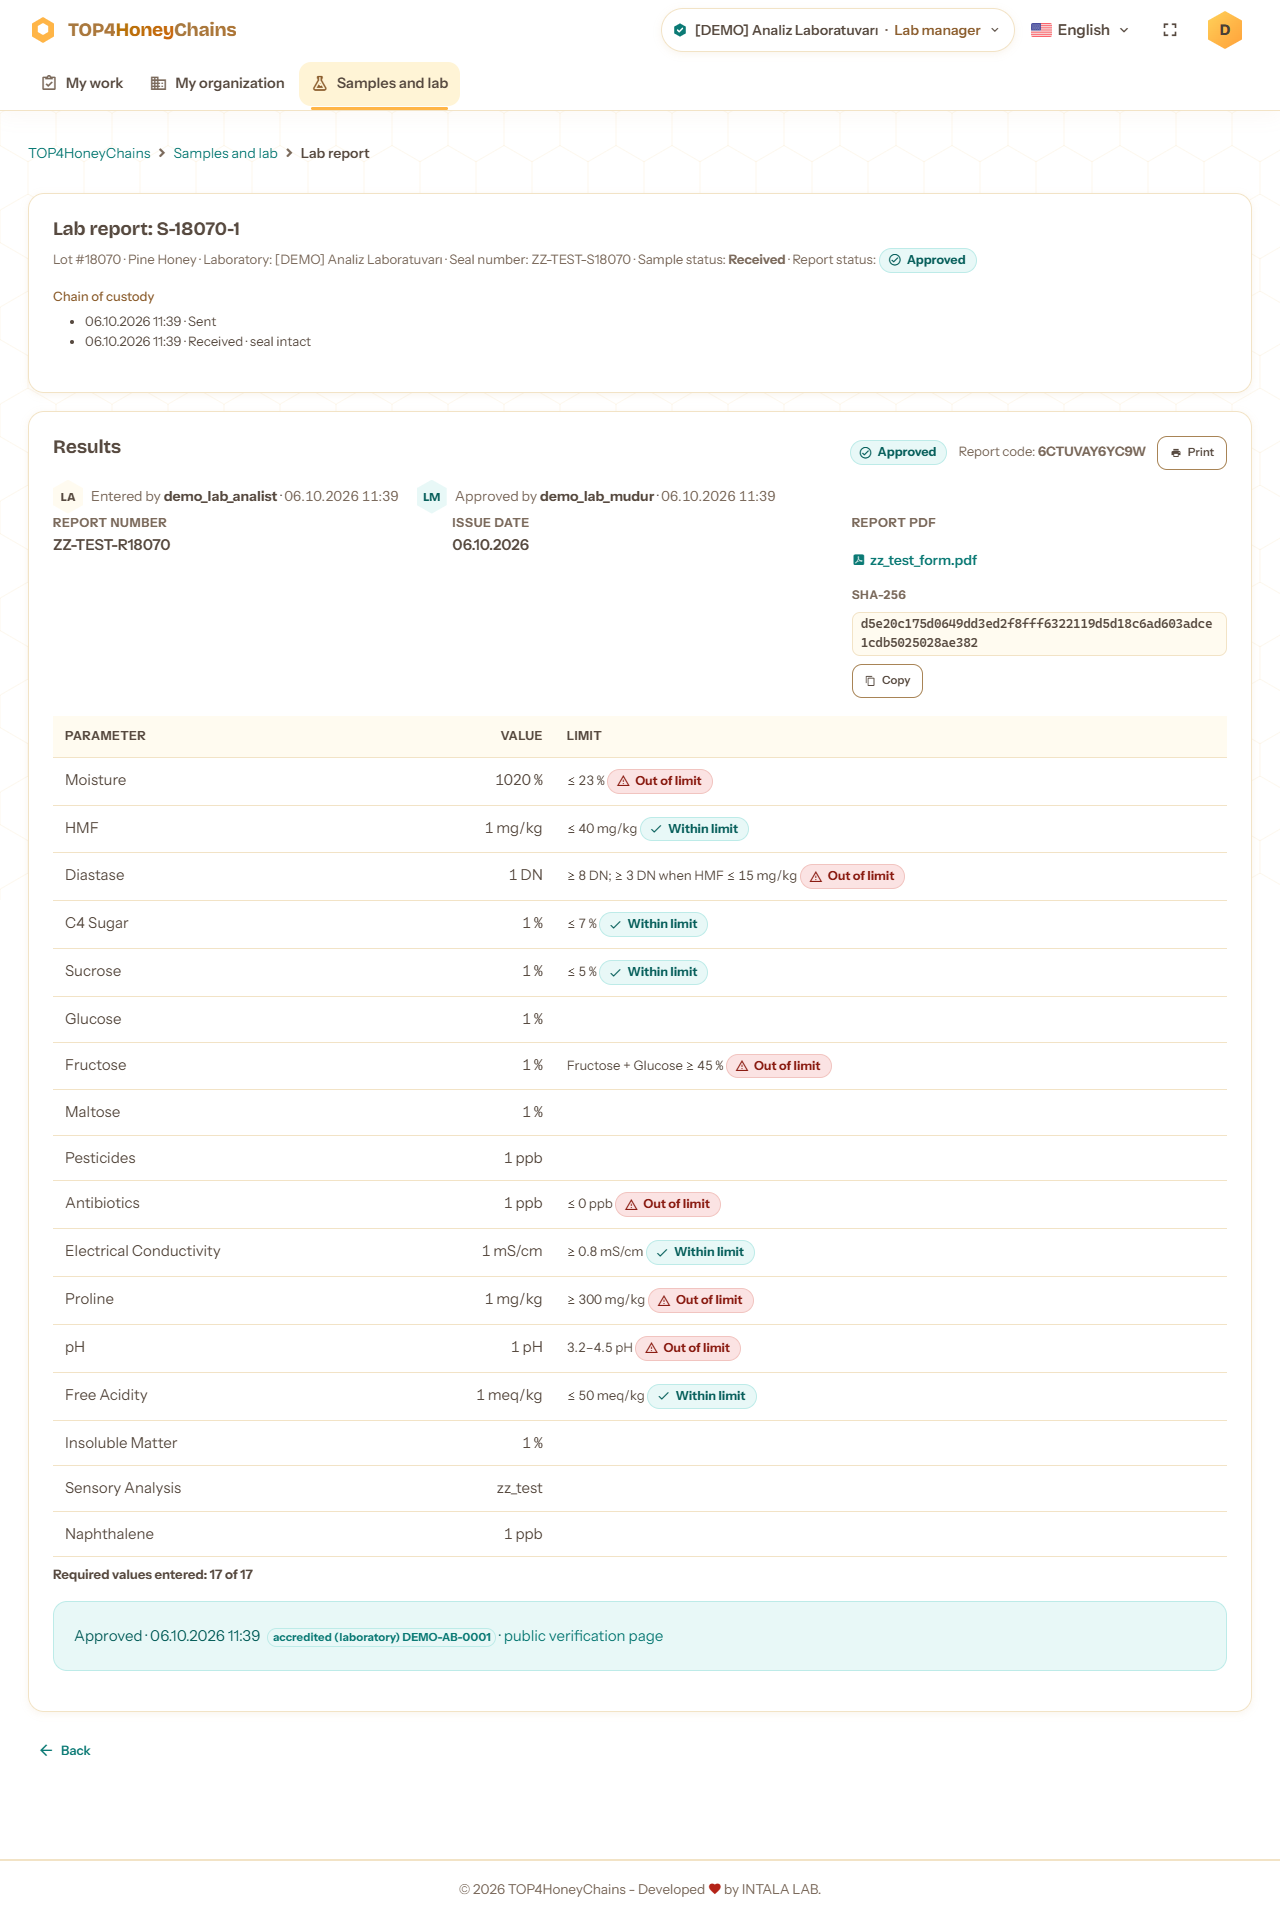 TOP4HoneyChains
[DEMO] Analiz Laboratuvarı · Lab manager
English
D
My work
My organization
Samples and lab
TOP4HoneyChains > Samples and lab > Lab report
Lab report: S-18070-1
Lot #18070 · Pine Honey · Laboratory: [DEMO] Analiz Laboratuvarı · Seal number: ZZ-TEST-S18070 · Sample status: Received · Report status: Approved
Chain of custody
• 06.10.2026 11:39 · Sent
• 06.10.2026 11:39 · Received · seal intact
Results
Approved Report code: 6CTUVAY6YC9W Print
LA Entered by demo_lab_analist · 06.10.2026 11:39 LM Approved by demo_lab_mudur · 06.10.2026 11:39
REPORT NUMBER
ZZ-TEST-R18070
ISSUE DATE
06.10.2026
REPORT PDF
zz_test_form.pdf
SHA-256
d5e20c175d0649dd3ed2f8fff6322119d5d18c6ad603adce
1cdb5025028ae382
Copy
PARAMETER VALUE LIMIT
Moisture 1020 % ≤ 23 % Out of limit
HMF 1 mg/kg ≤ 40 mg/kg Within limit
Diastase 1 DN ≥ 8 DN; ≥ 3 DN when HMF ≤ 15 mg/kg Out of limit
C4 Sugar 1 % ≤ 7 % Within limit
Sucrose 1 % ≤ 5 % Within limit
Glucose 1 %
Fructose 1 % Fructose + Glucose ≥ 45 % Out of limit
Maltose 1 %
Pesticides 1 ppb
Antibiotics 1 ppb ≤ 0 ppb Out of limit
Electrical Conductivity 1 mS/cm ≥ 0.8 mS/cm Within limit
Proline 1 mg/kg ≥ 300 mg/kg Out of limit
pH 1 pH 3.2–4.5 pH Out of limit
Free Acidity 1 meq/kg ≤ 50 meq/kg Within limit
Insoluble Matter 1 %
Sensory Analysis zz_test
Naphthalene 1 ppb
Required values entered: 17 of 17
Approved · 06.10.2026 11:39 accredited (laboratory) DEMO-AB-0001 · public verification page
Back
© 2026 TOP4HoneyChains - Developed ♥ by INTALA LAB.